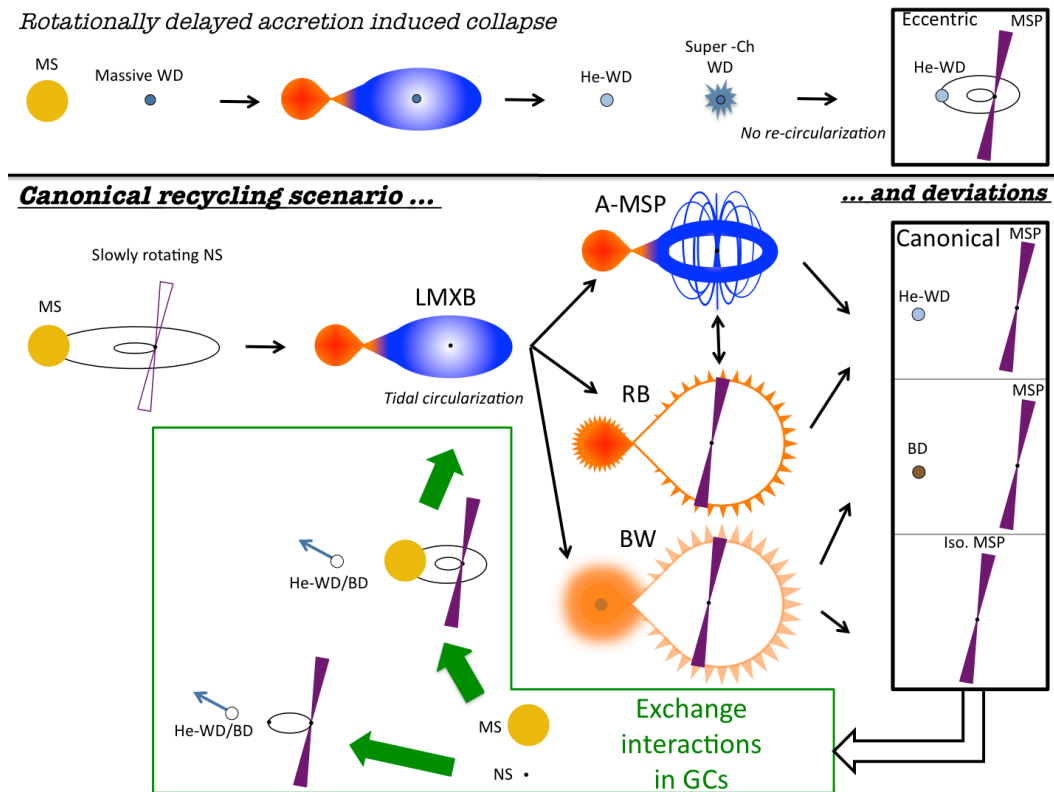 Rotationally delayed accretion induced collapse
MS
Massive WD
He-WD
Super -Ch
WD
No re-circularization
Eccentric
MSP
He-WD
Canonical recycling scenario ...
... and deviations
Slowly rotating NS
MS
LMXB
Tidal circularization
A-MSP
RB
BW
Canonical
MSP
He-WD
MSP
BD
Iso. MSP
He-WD/BD
He-WD/BD
MS
NS
Exchange
interactions
in GCs